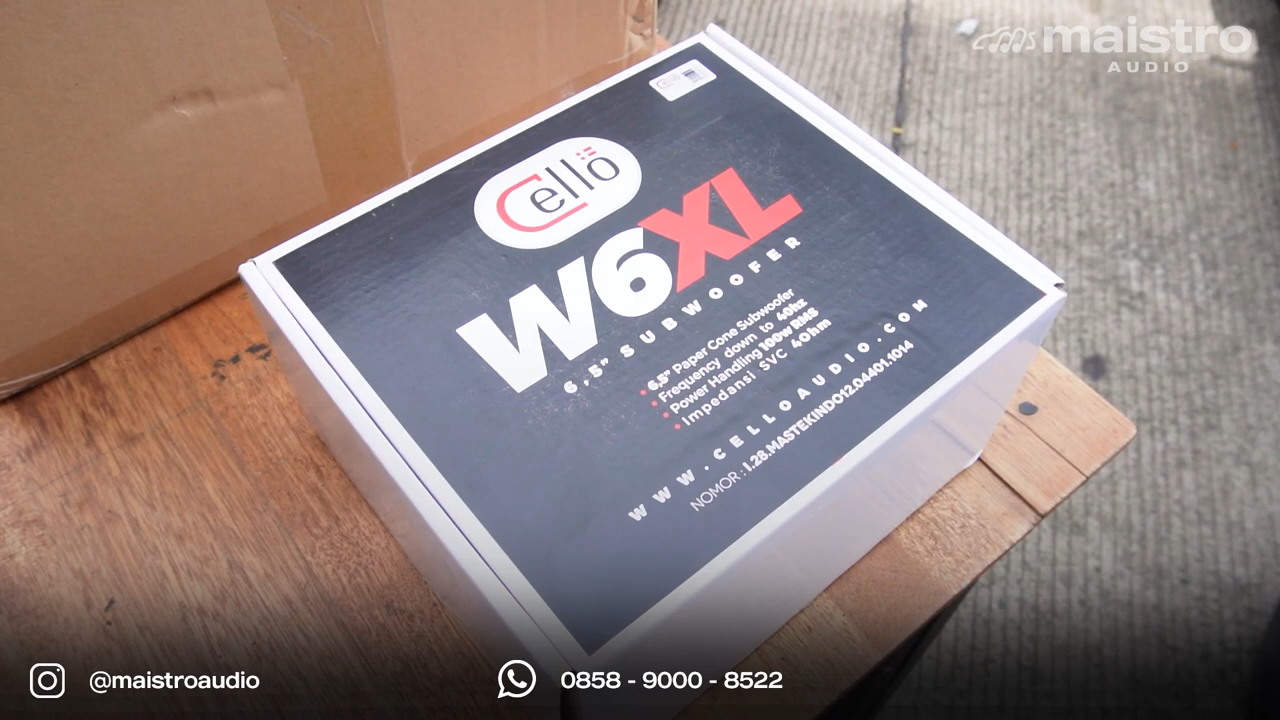 maistro
AUDIO
Cello
W6XL
6,5" SUBWOOFER
• 6,5" Paper Cone Subwoofer
• Frequency down to 40hz
• Power Handling 100w RMS
• Impedansi SVC 4Ohm
WWW.CELLOAUDIO.COM
NOMOR : I.28.MASTEKINDO12.04401.1014
@maistroaudio
0858 - 9000 - 8522